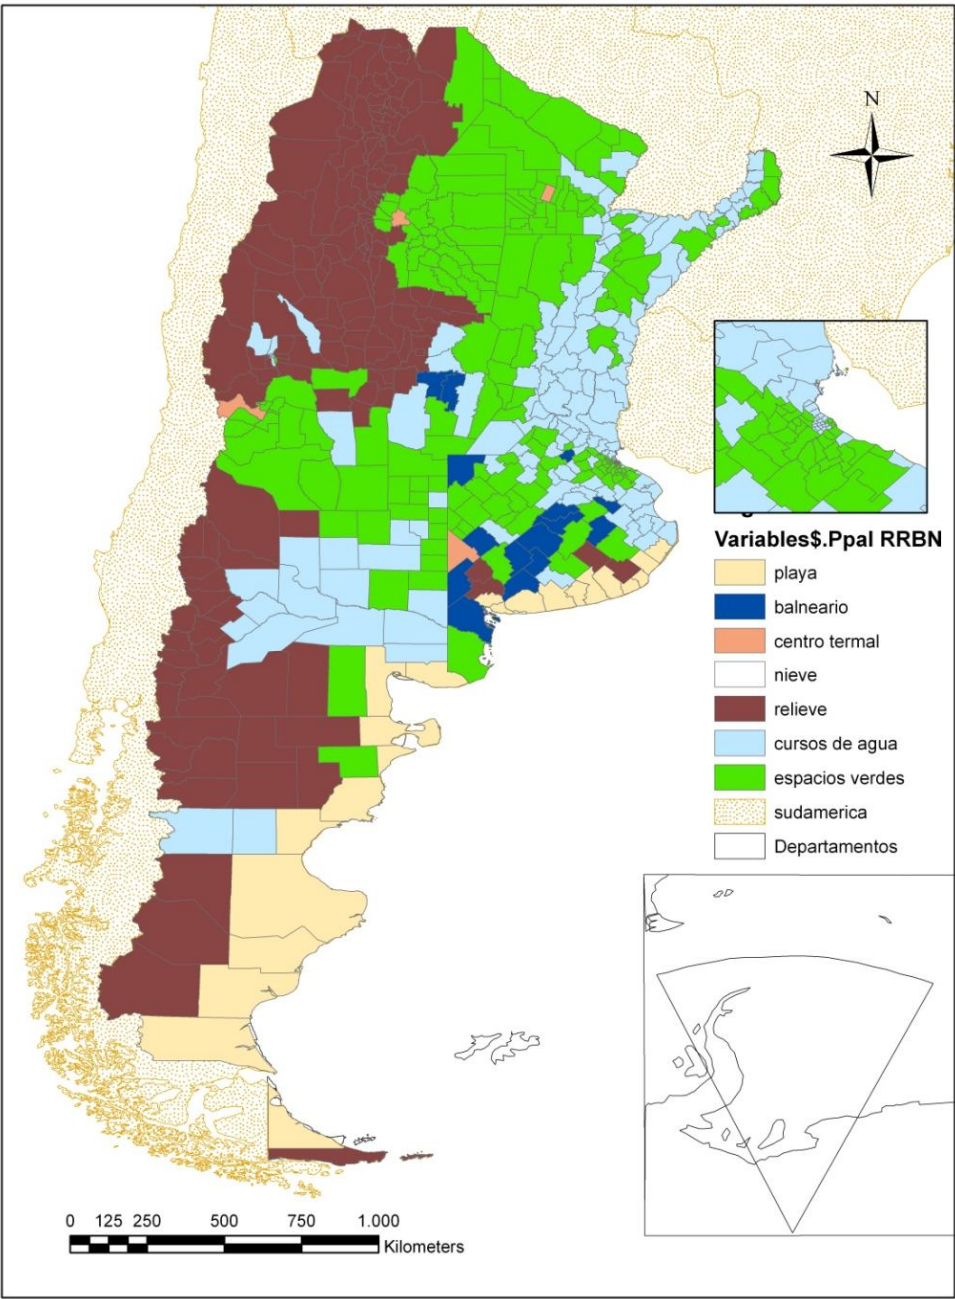 N
Variables$.Ppal RRBN
playa
balneario
centro termal
nieve
relieve
cursos de agua
espacios verdes
sudamerica
Departamentos
0 125 250 500 750 1.000
Kilometers